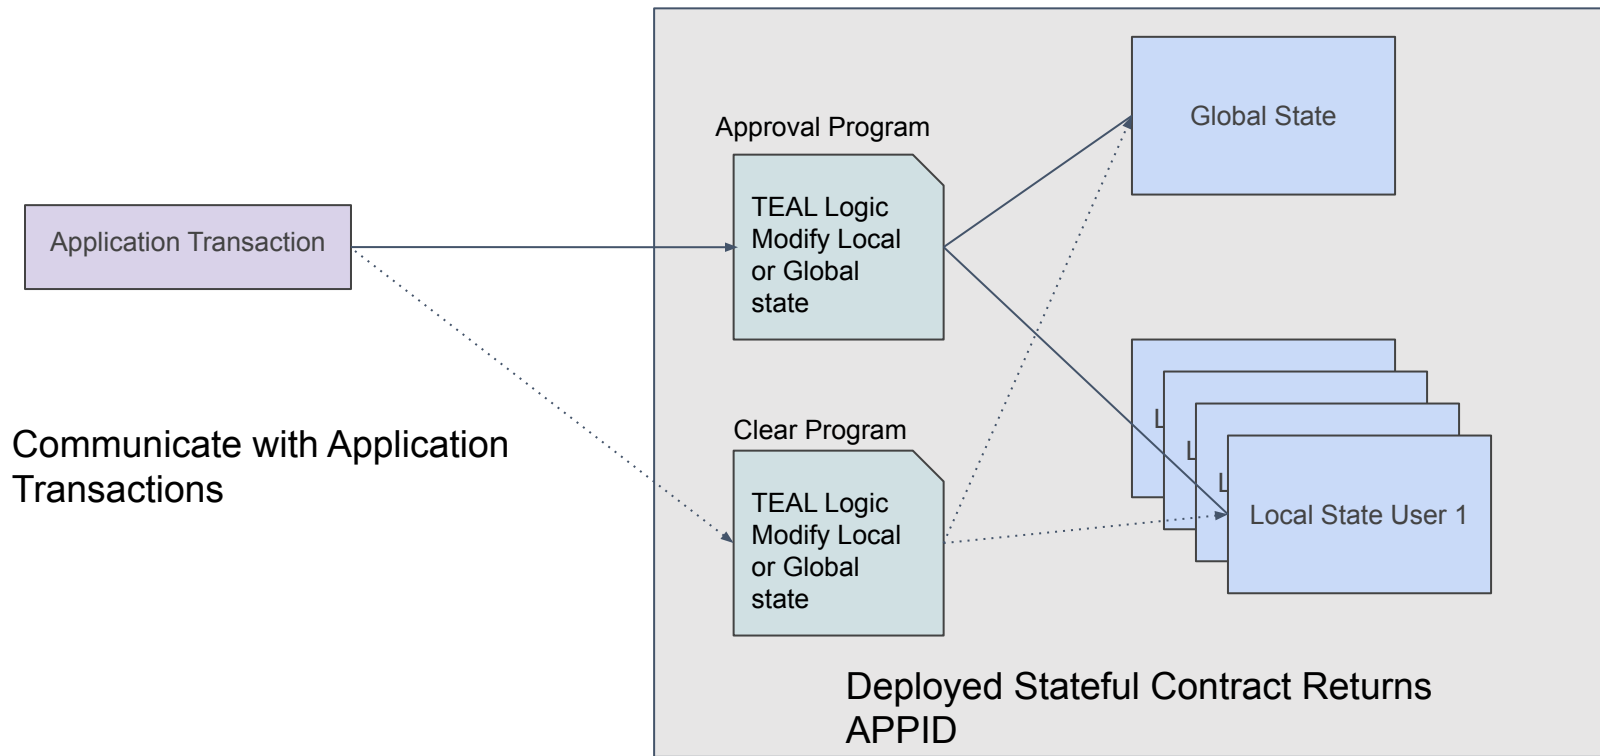 Approval Program
Global State
TEAL Logic
Modify Local
or Global
state
Application Transaction
Communicate with Application
Transactions
Clear Program
TEAL Logic
Modify Local
or Global
state
L
L
L
Local State User 1
Deployed Stateful Contract Returns
APPID